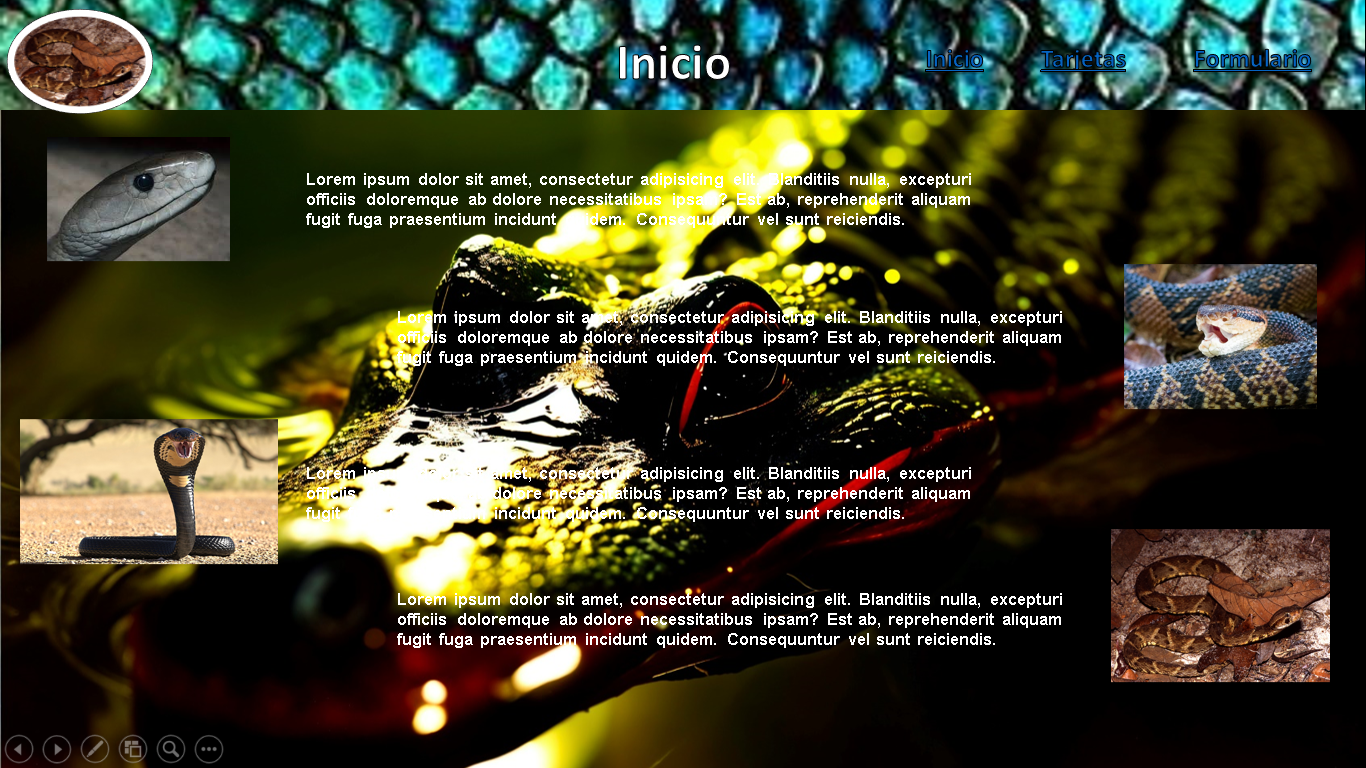 Inicio
Inicio Tarjetas Formulario
Lorem ipsum dolor sit amet, consectetur adipisicing elit. Blanditiis nulla, excepturi
officiis doloremque ab dolore necessitatibus ipsam? Est ab, reprehenderit aliquam
fugit fuga praesentium incidunt quidem. Consequuntur vel sunt reiciendis.
Lorem ipsum dolor sit amet, consectetur adipisicing elit. Blanditiis nulla, excepturi
officiis doloremque ab dolore necessitatibus ipsam? Est ab, reprehenderit aliquam
fugit fuga praesentium incidunt quidem. Consequuntur vel sunt reiciendis.
Lorem amet, consectetur adipisicing elit. Blanditiis nulla, excepturi
officiis dolore necessitatibus ipsam? Est ab, reprehenderit aliquam
fugit incidunt quidem. Consequuntur vel sunt reiciendis.
Lorem ipsum dolor sit amet, consectetur adipisicing elit. Blanditiis nulla, excepturi
officiis doloremque ab dolore necessitatibus ipsam? Est ab, reprehenderit aliquam
fugit fuga praesentium incidunt quidem. Consequuntur vel sunt reiciendis.